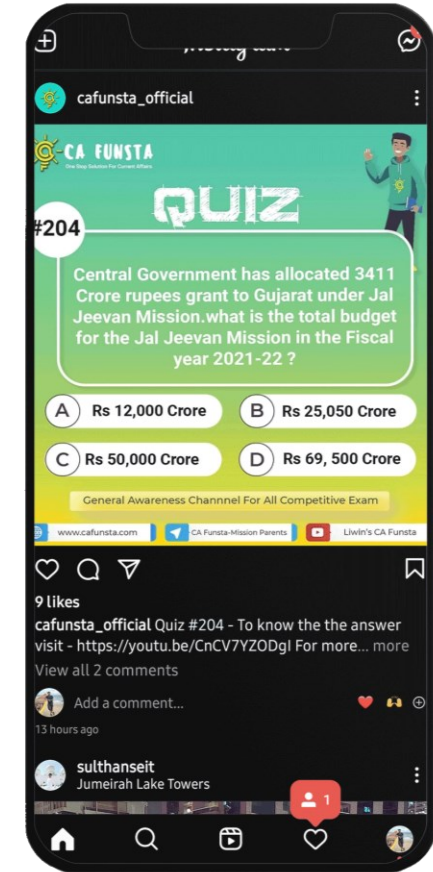 cafunsta_official
CA FUNSTA
One Stop Solution For Current Affairs
QUIZ
#204
Central Government has allocated 3411
Crore rupees grant to Gujarat under Jal
Jeevan Mission.what is the total budget
for the Jal Jeevan Mission in the Fiscal
year 2021-22 ?
A Rs 12,000 Crore
B Rs 25,050 Crore
C Rs 50,000 Crore
D Rs 69, 500 Crore
General Awareness Channnel For All Competitive Exam
www.cafunsta.com
CA Funsta-Mission Parents
Liwin's CA Funsta
9 likes
cafunsta_official Quiz #204 - To know the the answer
visit - https://youtu.be/CnCV7YZODgI For more... more
View all 2 comments
Add a comment...
13 hours ago
sulthanseit
Jumeirah Lake Towers
1